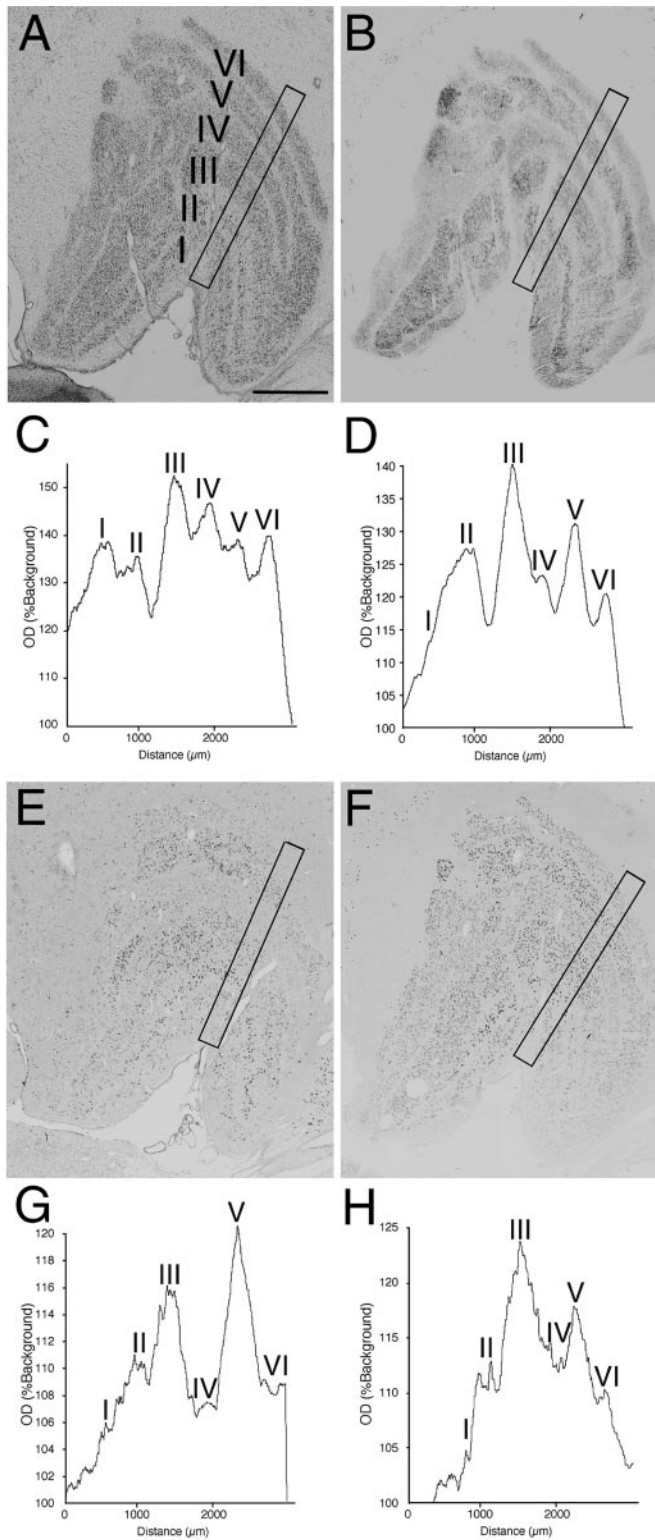 A
B
VI
V
IV
III
II
I
C
D
III
IV
I
II
V
VI
150
140
130
120
100
OD (%Background)
0
1000
2000
Distance (µm)
III
II
V
IV
VI
I
140
135
130
125
120
115
110
105
100
OD (%Background)
0
1000
2000
Distance (µm)
E
F
G
H
V
III
II
I
IV
VI
120
118
116
114
112
110
108
106
104
102
100
OD (%Background)
0
1000
2000
Distance (µm)
III
V
II
IV
VI
I
125
120
115
110
105
100
OD (%Background)
0
1000
2000
Distance (µm)